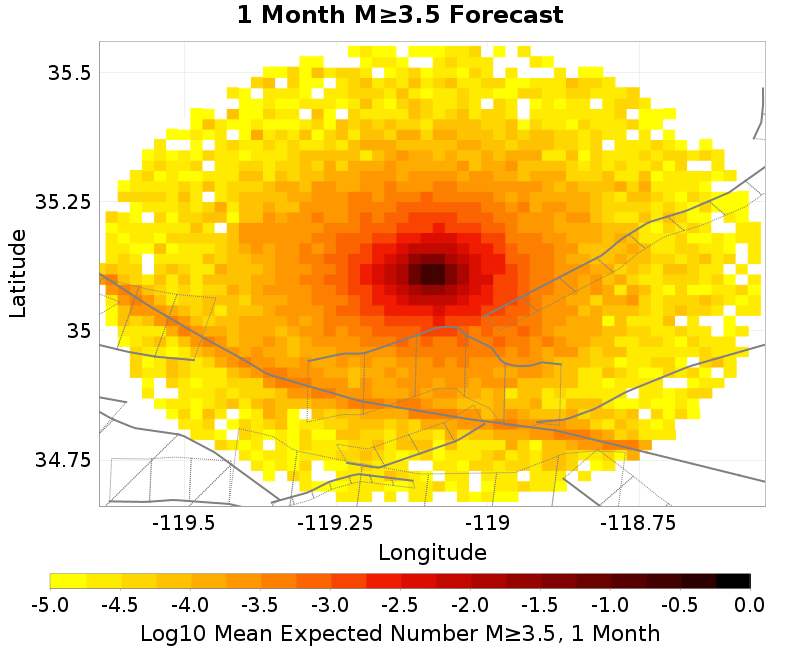 1 Month M≥3.5 Forecast
35.5
35.25
35
34.75
Latitude
-119.5 -119.25 -119 -118.75
Longitude
-5.0 -4.5 -4.0 -3.5 -3.0 -2.5 -2.0 -1.5 -1.0 -0.5 0.0
Log10 Mean Expected Number M≥3.5, 1 Month